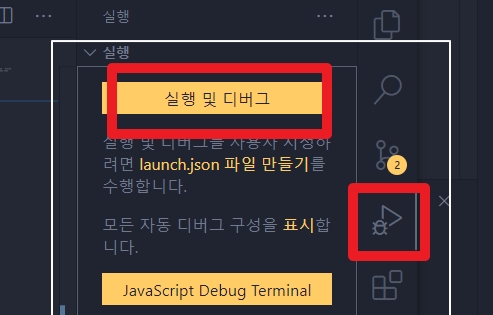 실행
실행
실행 및 디버그
실행 및 디버그를 사용자 지정하
려면 launch.json 파일 만들기를
수행합니다.
2
모든 자동 디버그 구성을 표시합
니다.
JavaScript Debug Terminal